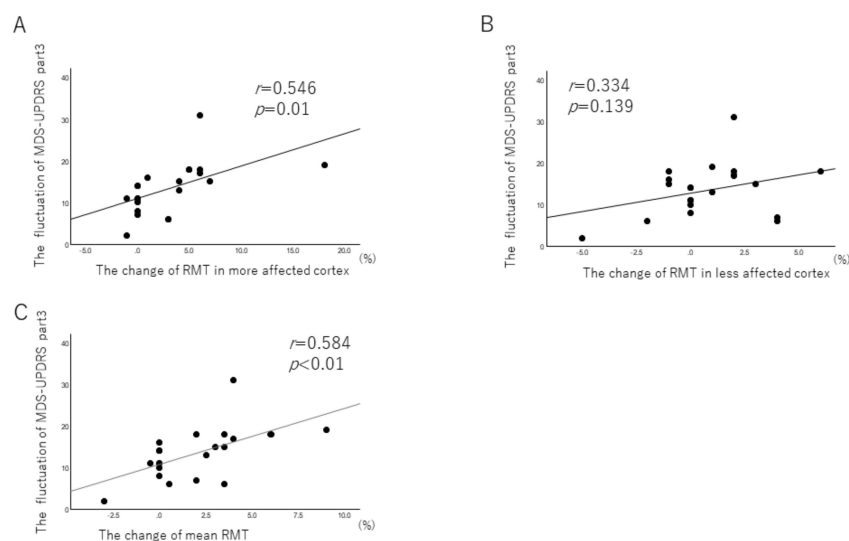 A
The fluctuation of MDS-UPDRS part3
40
30
20
10
0
r=0.546
p=0.01
-5.0 .0 5.0 10.0 15.0 20.0
(%)
The change of RMT in more affected cortex
B
The fluctuation of MDS-UPDRS part3
40
30
20
10
0
r=0.334
p=0.139
-5.0 .0 5.0
(%)
The change of RMT in less affected cortex
C
The fluctuation of MDS-UPDRS part3
40
30
20
10
0
r=0.584
p<0.01
-2.5 .0 2.5 5.0 7.5 10.0
(%)
The change of mean RMT